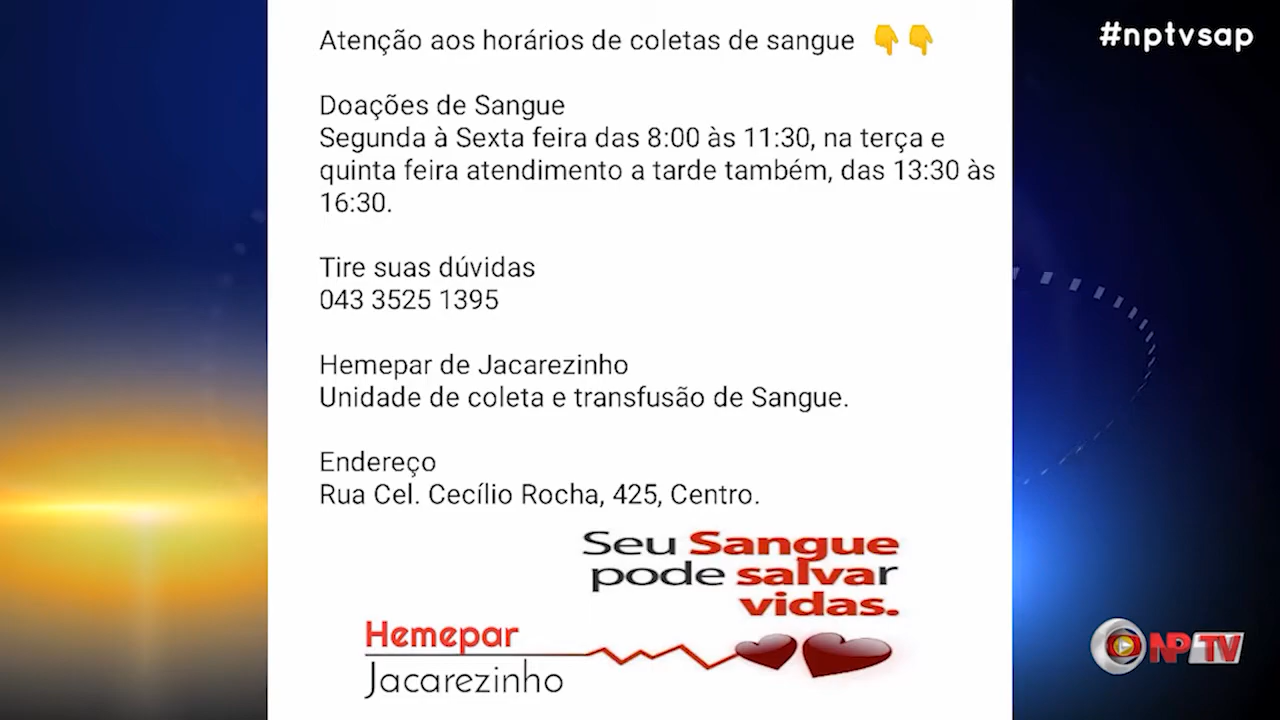 Atenção aos horários de coletas de sangue 👇👇
#nptvsap
Doações de Sangue
Segunda à Sexta feira das 8:00 às 11:30, na terça e
quinta feira atendimento a tarde também, das 13:30 às
16:30.
Tire suas dúvidas
043 3525 1395
Hemepar de Jacarezinho
Unidade de coleta e transfusão de Sangue.
Endereço
Rua Cel. Cecílio Rocha, 425, Centro.
Seu Sangue
pode salvar
vidas.
Hemepar
Jacarezinho
NPTV